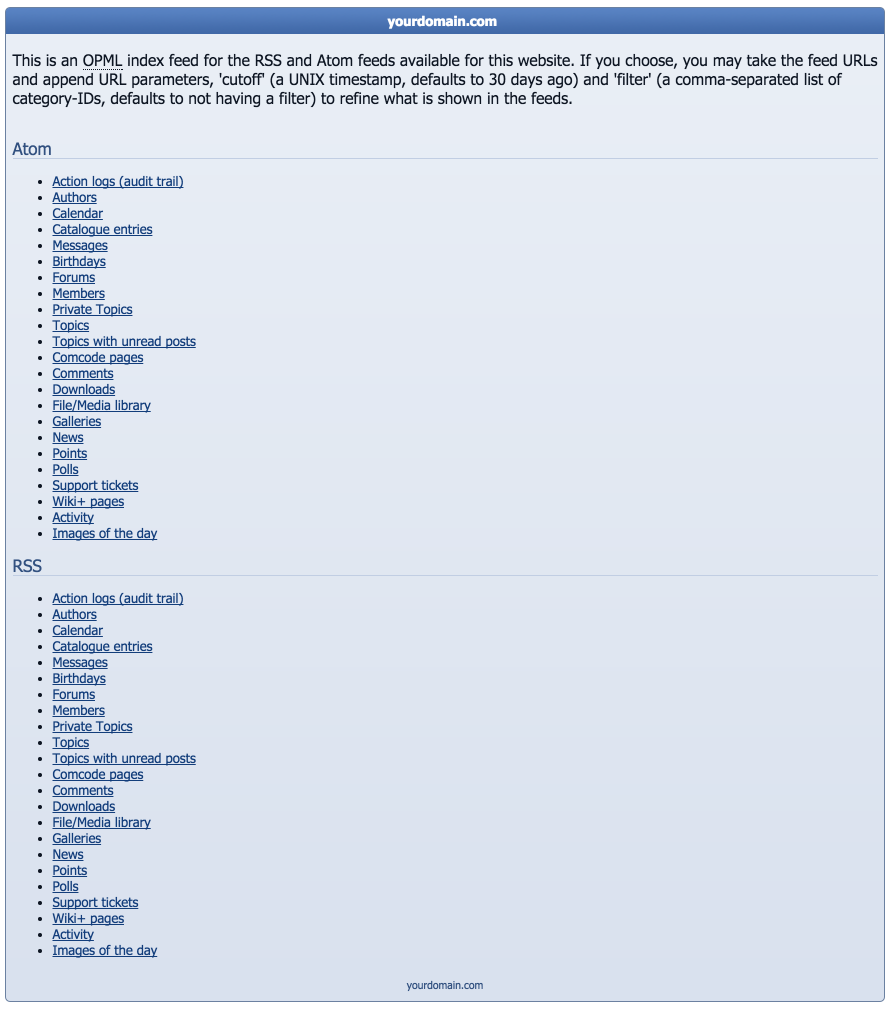 yourdomain.com
This is an OPML index feed for the RSS and Atom feeds available for this website. If you choose, you may take the feed URLs
and append URL parameters, 'cutoff' (a UNIX timestamp, defaults to 30 days ago) and 'filter' (a comma-separated list of
category-IDs, defaults to not having a filter) to refine what is shown in the feeds.
Atom
Action logs (audit trail)
Authors
Calendar
Catalogue entries
Messages
Birthdays
Forums
Members
Private Topics
Topics
Topics with unread posts
Comcode pages
Comments
Downloads
File/Media library
Galleries
News
Points
Polls
Support tickets
Wiki+ pages
Activity
Images of the day
RSS
Action logs (audit trail)
Authors
Calendar
Catalogue entries
Messages
Birthdays
Forums
Members
Private Topics
Topics
Topics with unread posts
Comcode pages
Comments
Downloads
File/Media library
Galleries
News
Points
Polls
Support tickets
Wiki+ pages
Activity
Images of the day
yourdomain.com